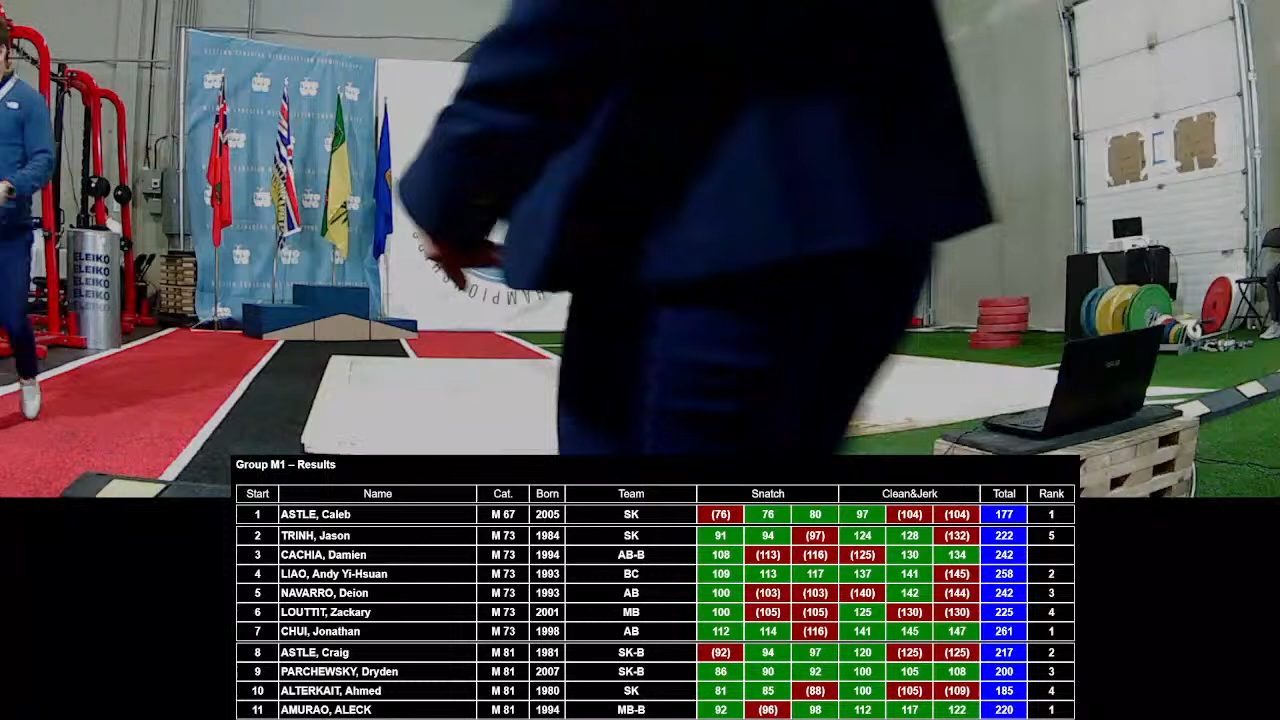 ELEIKO
ELEIKO
ELEIKO
ELEIKO
ELEIKO
CHAMPIONS
Group M1 – Results
Start Name Cat. Born Team Snatch Clean&Jerk Total Rank
1 ASTLE, Caleb M 67 2005 SK (76) 76 80 97 (104) (104) 177 1
2 TRINH, Jason M 73 1984 SK 91 94 (97) 124 128 (132) 222 5
3 CACHIA, Damien M 73 1994 AB-B 108 (113) (116) (125) 130 134 242
4 LIAO, Andy Yi-Hsuan M 73 1993 BC 109 113 117 137 141 (145) 258 2
5 NAVARRO, Deion M 73 1993 AB 100 (103) (103) (140) 142 (144) 242 3
6 LOUTTIT, Zackary M 73 2001 MB 100 (105) (105) 125 (130) (130) 225 4
7 CHUI, Jonathan M 73 1998 AB 112 114 (116) 141 145 147 261 1
8 ASTLE, Craig M 81 1981 SK-B (92) 94 97 120 (125) (125) 217 2
9 PARCHEWSKY, Dryden M 81 2007 SK-B 86 90 92 100 105 108 200 3
10 ALTERKAIT, Ahmed M 81 1980 SK 81 85 (88) 100 (105) (109) 185 4
11 AMURAO, ALECK M 81 1994 MB-B 92 (96) 98 112 117 122 220 1